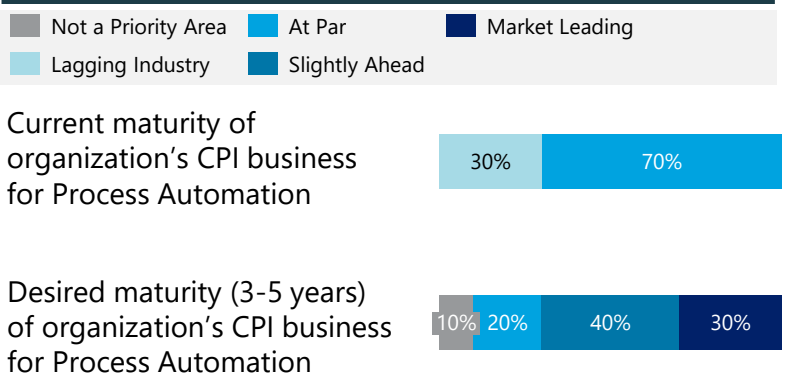 Not a Priority Area At Par Market Leading
Lagging Industry Slightly Ahead
Current maturity of
organization's CPI business
for Process Automation
30% 70%
Desired maturity (3-5 years)
of organization's CPI business
for Process Automation
10% 20% 40% 30%